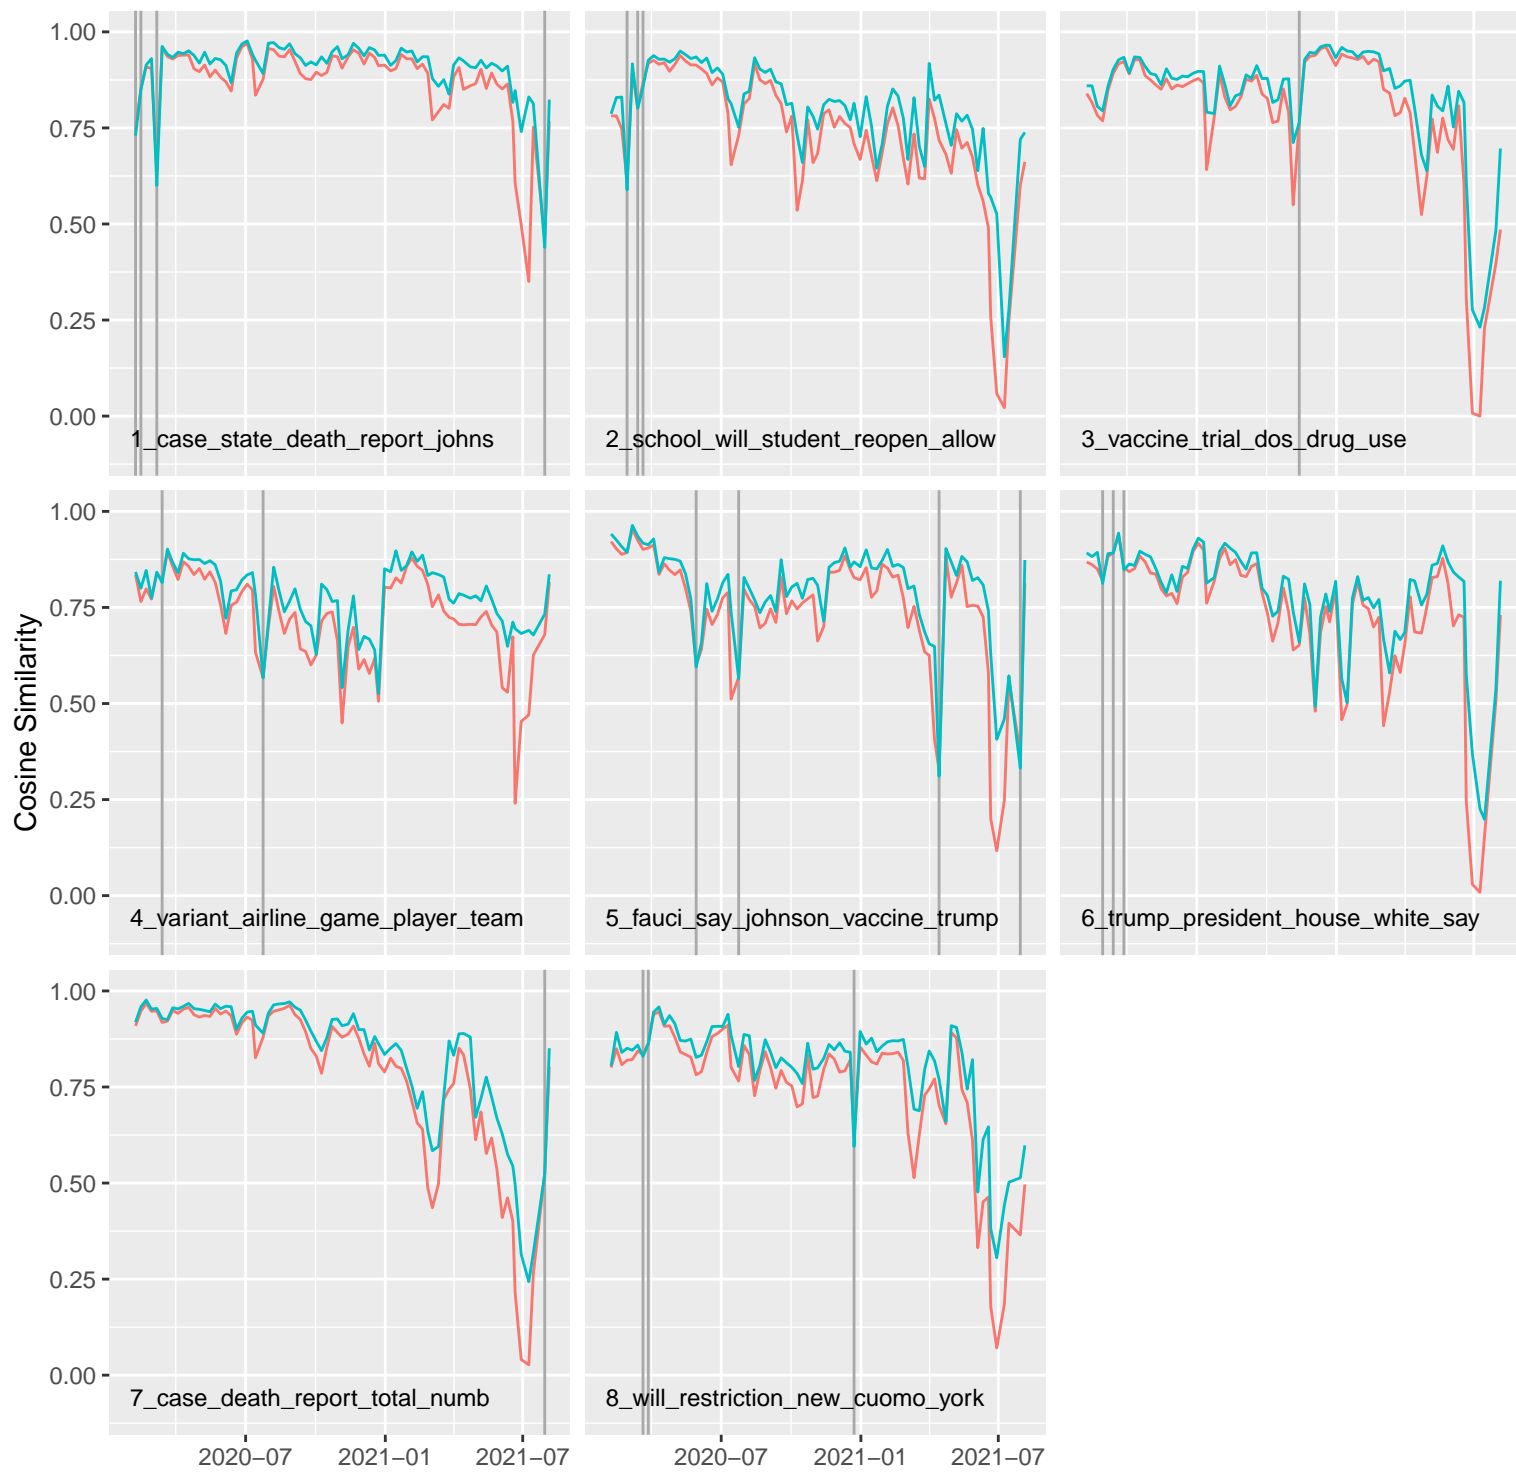 1.00
0.75
0.50
0.25
0.00
1_case_state_death_report_johns
2_school_will_student_reopen_allow
3_vaccine_trial_dos_drug_use
Cosine Similarity
1.00
0.75
0.50
0.25
0.00
4_variant_airline_game_player_team
5_fauci_say_johnson_vaccine_trump
6_trump_president_house_white_say
1.00
0.75
0.50
0.25
0.00
7_case_death_report_total_numb
8_will_restriction_new_cuomo_york
2020−07 2021−01 2021−07 2020−07 2021−01 2021−07